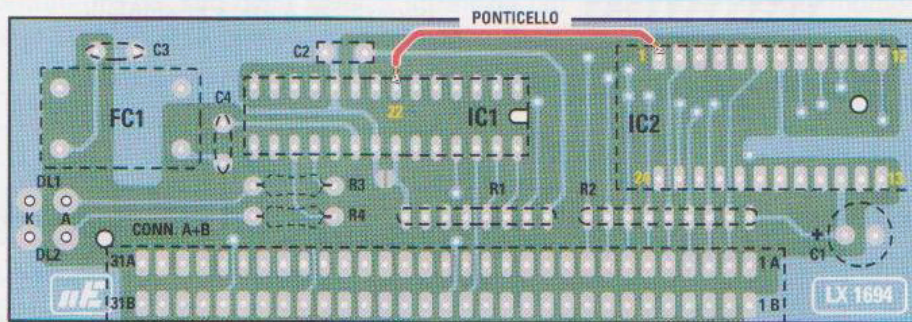 PONTICELLO
C3 C2 1 12
C4
FC1 22 IC1 IC2
DL1 R3 24 13
K A R1 R2
R4
DL2 CONN. A+B + C1
31A 1 A
31B 1 B
LX 1694